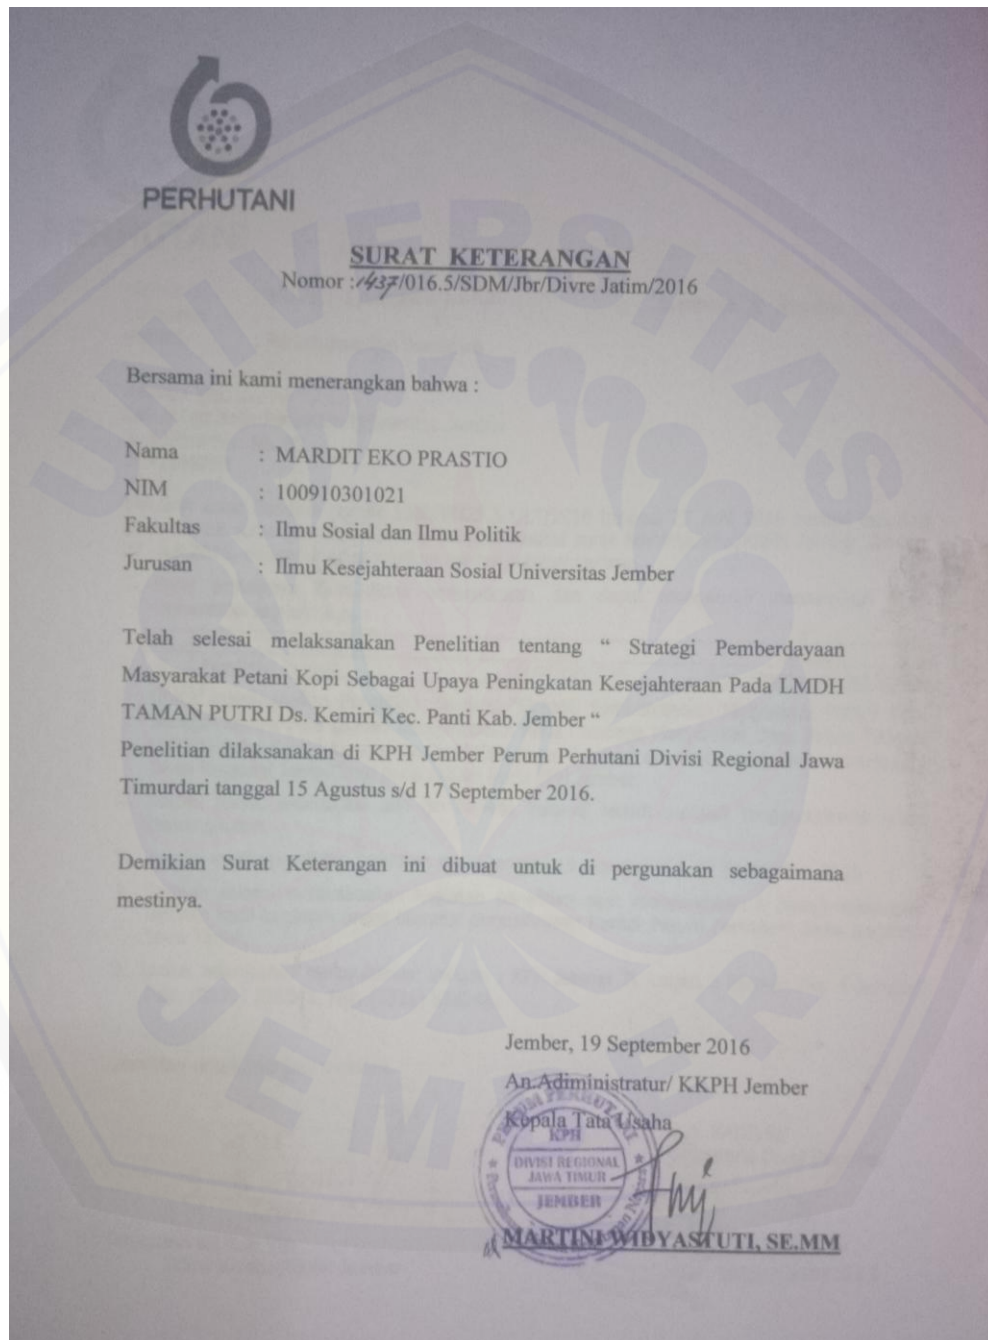 PERHUTANI
SURAT KETERANGAN
Nomor : 1437/016.5/SDM/Jbr/Divre Jatim/2016
Bersama ini kami menerangkan bahwa :
Nama : MARDIT EKO PRASTIO
NIM : 100910301021
Fakultas : Ilmu Sosial dan Ilmu Politik
Jurusan : Ilmu Kesejahteraan Sosial Universitas Jember
Telah selesai melaksanakan Penelitian tentang “ Strategi Pemberdayaan
Masyarakat Petani Kopi Sebagai Upaya Peningkatan Kesejahteraan Pada LMDH
TAMAN PUTRI Ds. Kemiri Kec. Panti Kab. Jember “
Penelitian dilaksanakan di KPH Jember Perum Perhutani Divisi Regional Jawa
Timurdari tanggal 15 Agustus s/d 17 September 2016.
Demikian Surat Keterangan ini dibuat untuk di pergunakan sebagaimana
mestinya.
Jember, 19 September 2016
An.Adiministratur/ KKPH Jember
Kepala Tata Usaha
PERUM PERHUTANI
KPH
DIVISI REGIONAL
JAWA TIMUR
JEMBER
MARTINI WIDYASTUTI, SE.MM
UNIVERSITAS
JEMBER